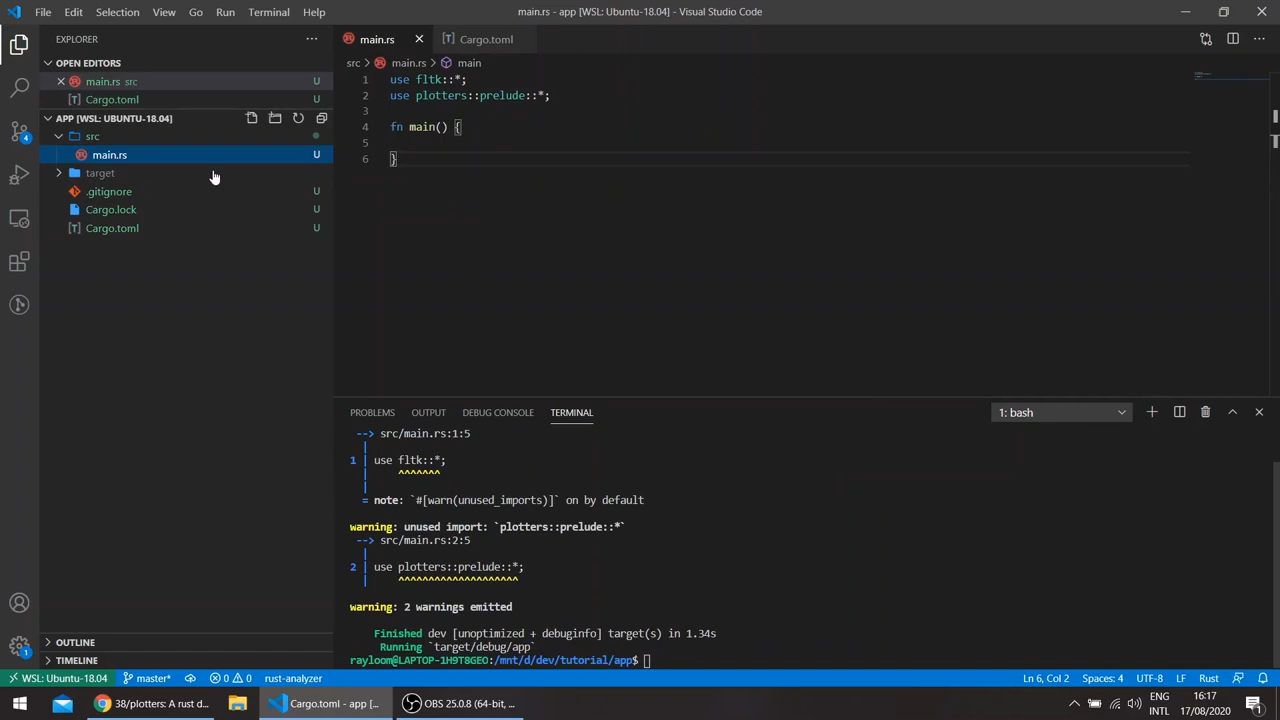 File Edit Selection View Go Run Terminal Help
main.rs - app [WSL: Ubuntu-18.04] - Visual Studio Code
EXPLORER
OPEN EDITORS
main.rs src U
Cargo.toml U
APP [WSL: UBUNTU-18.04]
src
main.rs U
target
.gitignore U
Cargo.lock U
Cargo.toml U
OUTLINE
TIMELINE
4
1
main.rs
Cargo.toml
src > main.rs > main
1 use fltk::*;
2 use plotters::prelude::*;
3
4 fn main() {
5
6 }
PROBLEMS OUTPUT DEBUG CONSOLE TERMINAL
1: bash
--> src/main.rs:1:5
|
1 | use fltk::*;
| ^^^^^^^
|
= note: `#[warn(unused_imports)]` on by default
warning: unused import: `plotters::prelude::*`
--> src/main.rs:2:5
|
2 | use plotters::prelude::*;
| ^^^^^^^^^^^^^^^^^^^^
warning: 2 warnings emitted
Finished dev [unoptimized + debuginfo] target(s) in 1.34s
Running `target/debug/app`
rayloom@LAPTOP-1H9T8GEO:/mnt/d/dev/tutorial/app$
WSL: Ubuntu-18.04 master* 0 0 rust-analyzer
Ln 6, Col 2 Spaces: 4 UTF-8 LF Rust
38/plotters: A rust d...
Cargo.toml - app [...
OBS 25.0.8 (64-bit, ...
ENG
INTL
16:17
17/08/2020
1